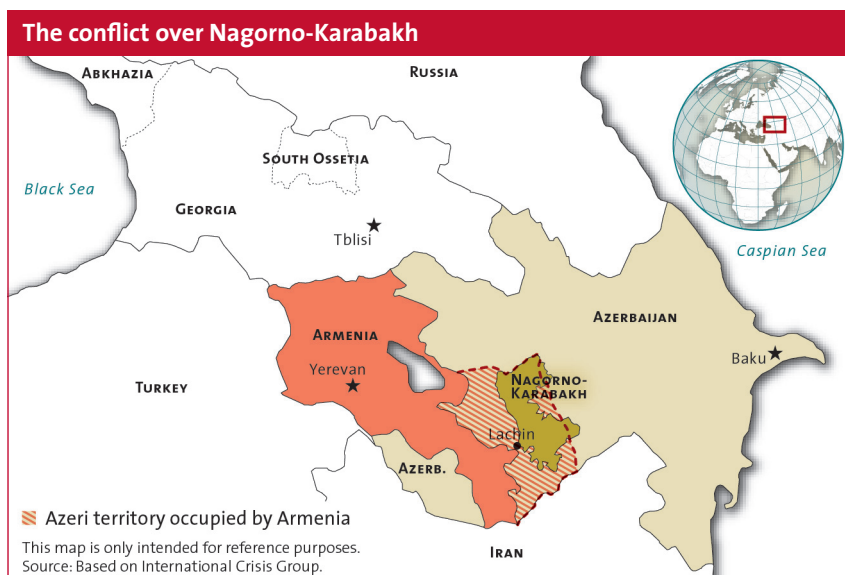 The conflict over Nagorno-Karabakh
ABKHAZIA
RUSSIA
SOUTH OSSETIA
Black Sea
GEORGIA
Tblisi
Caspian Sea
AZERBAIJAN
ARMENIA
Baku
Yerevan
TURKEY
NAGORNO-
KARABAKH
Lachin
AZERB.
Azeri territory occupied by Armenia
This map is only intended for reference purposes.
IRAN
Source: Based on International Crisis Group.